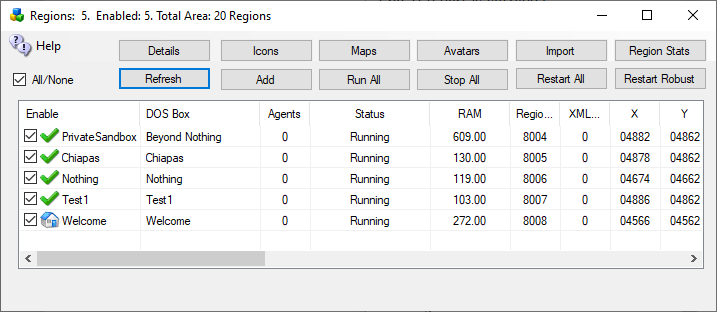 Regions: 5. Enabled: 5. Total Area: 20 Regions
Help Details Icons Maps Avatars Import Region Stats
All/None Refresh Add Run All Stop All Restart All Restart Robust
Enable DOS Box Agents Status RAM Regio... XML... X Y
PrivateSandbox Beyond Nothing 0 Running 609.00 8004 0 04882 04862
Chiapas Chiapas 0 Running 130.00 8005 0 04878 04862
Nothing Nothing 0 Running 119.00 8006 0 04674 04662
Test1 Test1 0 Running 103.00 8007 0 04886 04862
Welcome Welcome 0 Running 272.00 8008 0 04566 04562